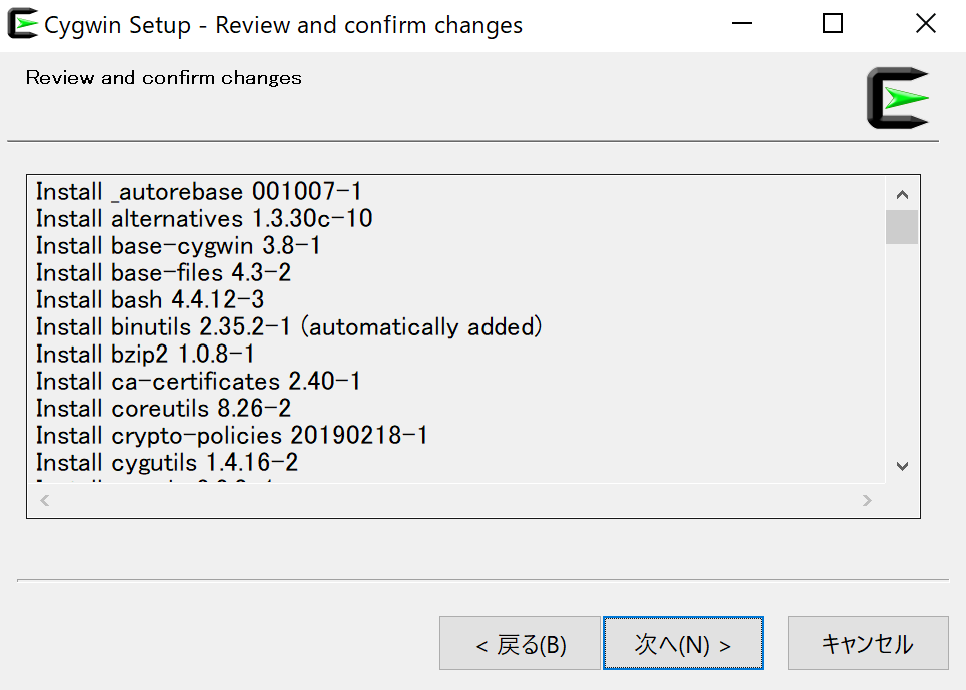 Cygwin Setup - Review and confirm changes
Review and confirm changes
Install _autorebase 001007-1
Install alternatives 1.3.30c-10
Install base-cygwin 3.8-1
Install base-files 4.3-2
Install bash 4.4.12-3
Install binutils 2.35.2-1 (automatically added)
Install bzip2 1.0.8-1
Install ca-certificates 2.40-1
Install coreutils 8.26-2
Install crypto-policies 20190218-1
Install cygutils 1.4.16-2
< 戻る(B)
次へ(N) >
キャンセル